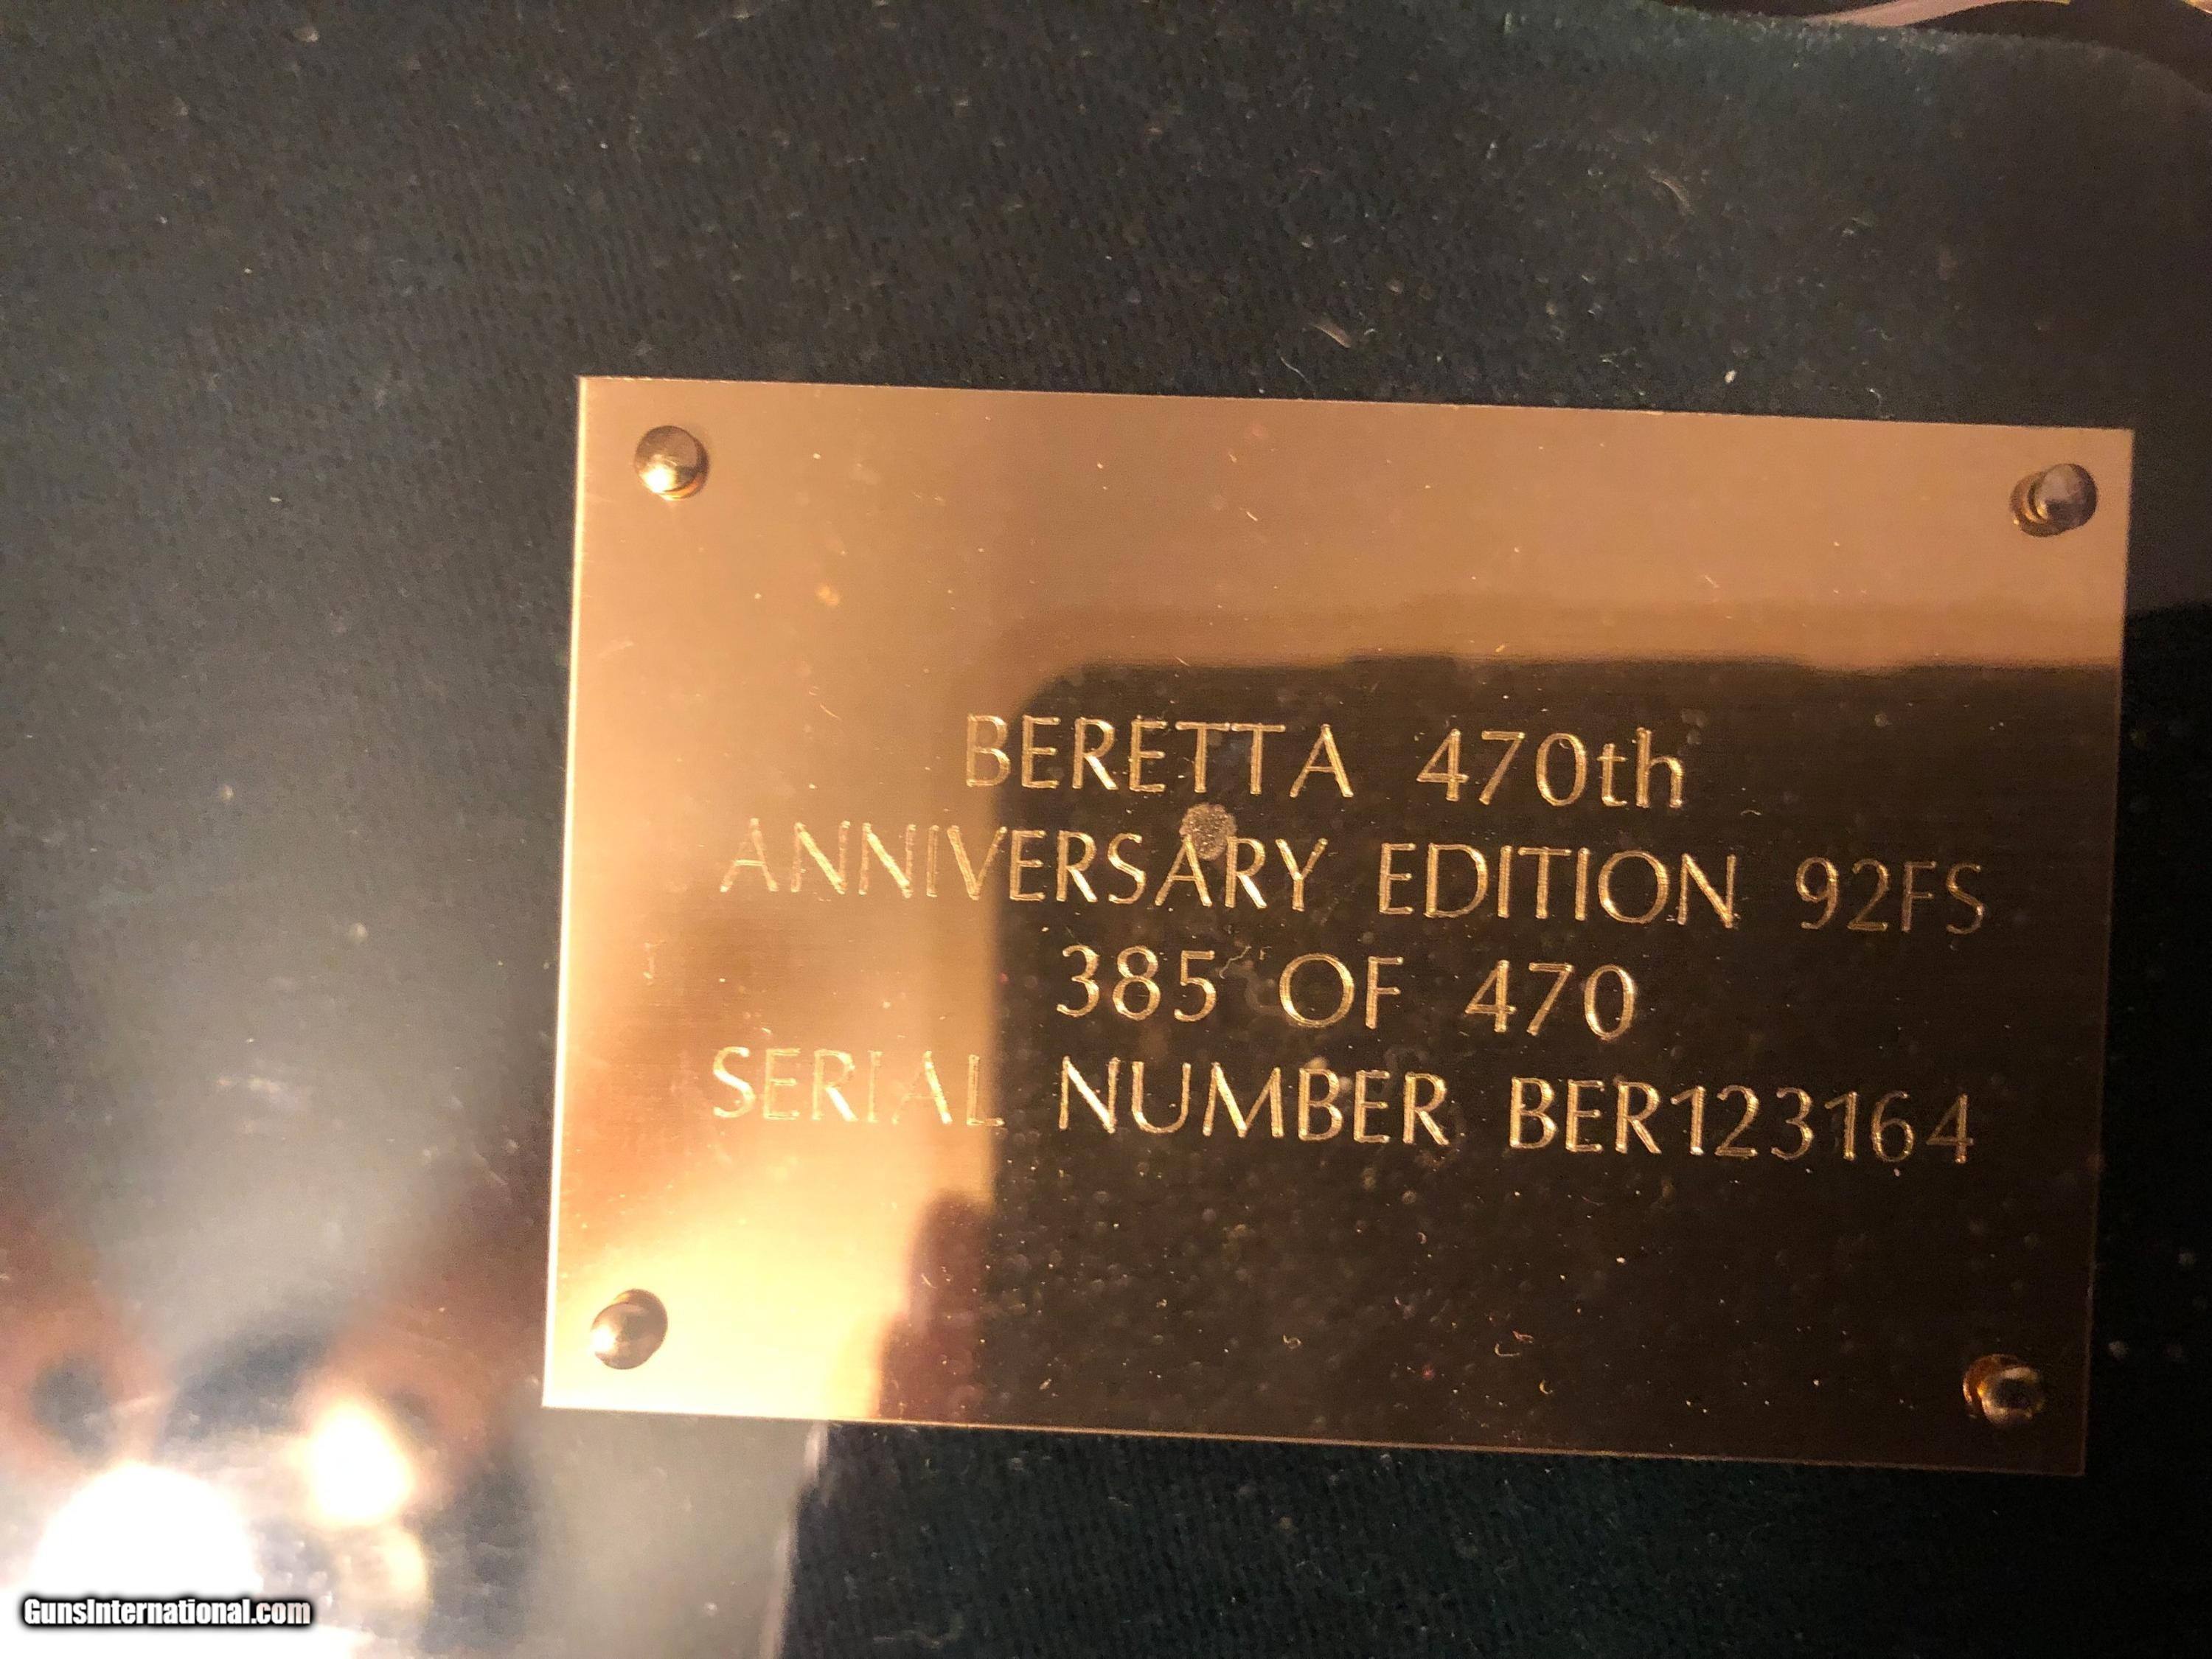 BERETTA 470th
ANNIVERSARY EDITION 92FS
385 OF 470
SERIAL NUMBER BER123164
GunsInternational.com